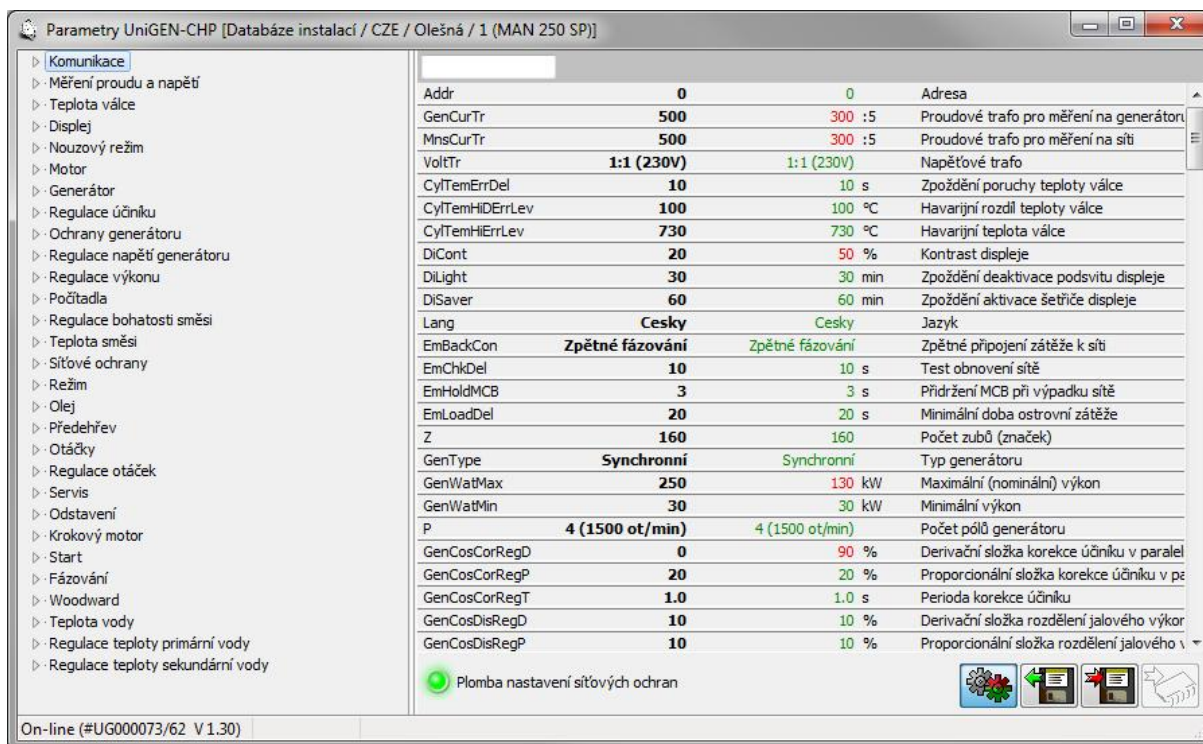 Parametry UniGEN-CHP [Databáze instalací / CZE / Olešná / 1 (MAN 250 SP)]
Komunikace
Měření proudu a napětí
Teplota válce
Displej
Nouzový režim
Motor
Generátor
Regulace účiníku
Ochrany generátoru
Regulace napětí generátoru
Regulace výkonu
Počítadla
Regulace bohatosti směsi
Teplota směsi
Síťové ochrany
Režim
Olej
Předehřev
Otáčky
Regulace otáček
Servis
Odstavení
Krokový motor
Start
Fázování
Woodward
Teplota vody
Regulace teploty primární vody
Regulace teploty sekundární vody
Addr 0 0 Adresa
GenCurTr 500 300 :5 Proudové trafo pro měření na generátoru
MnsCurTr 500 300 :5 Proudové trafo pro měření na síti
VoltTr 1:1 (230V) 1:1 (230V) Napěťové trafo
CylTemErrDel 10 10 s Zpoždění poruchy teploty válce
CylTemHiDErrLev 100 100 °C Havarijní rozdíl teploty válce
CylTemHiErrLev 730 730 °C Havarijní teplota válce
DiCont 20 50 % Kontrast displeje
DiLight 30 30 min Zpoždění deaktivace podsvitu displeje
DiSaver 60 60 min Zpoždění aktivace šetřiče displeje
Lang Cesky Cesky Jazyk
EmBackCon Zpětné fázování Zpětné fázování Zpětné připojení zátěže k síti
EmChkDel 10 10 s Test obnovení sítě
EmHoldMCB 3 3 s Přidržení MCB při výpadku sítě
EmLoadDel 20 20 s Minimální doba ostrovní zátěže
Z 160 160 Počet zubů (značek)
GenType Synchronní Synchronní Typ generátoru
GenWatMax 250 130 kW Maximální (nominální) výkon
GenWatMin 30 30 kW Minimální výkon
P 4 (1500 ot/min) 4 (1500 ot/min) Počet pólů generátoru
GenCosCorRegD 0 90 % Derivační složka korekce účiníku v paralel
GenCosCorRegP 20 20 % Proporcionální složka korekce účiníku v pa
GenCosCorRegT 1.0 1.0 s Perioda korekce účiníku
GenCosDisRegD 10 10 % Derivační složka rozdělení jalového výkon
GenCosDisRegP 10 10 % Proporcionální složka rozdělení jalového v
Plomba nastavení síťových ochran
On-line (#UG000073/62 V 1.30)